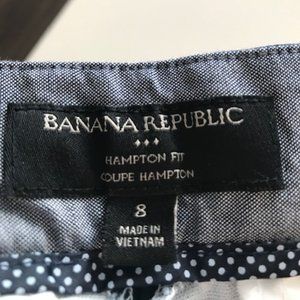 BANANA REPUBLIC
HAMPTON FIT
COUPE HAMPTON
8
MADE IN
VIETNAM